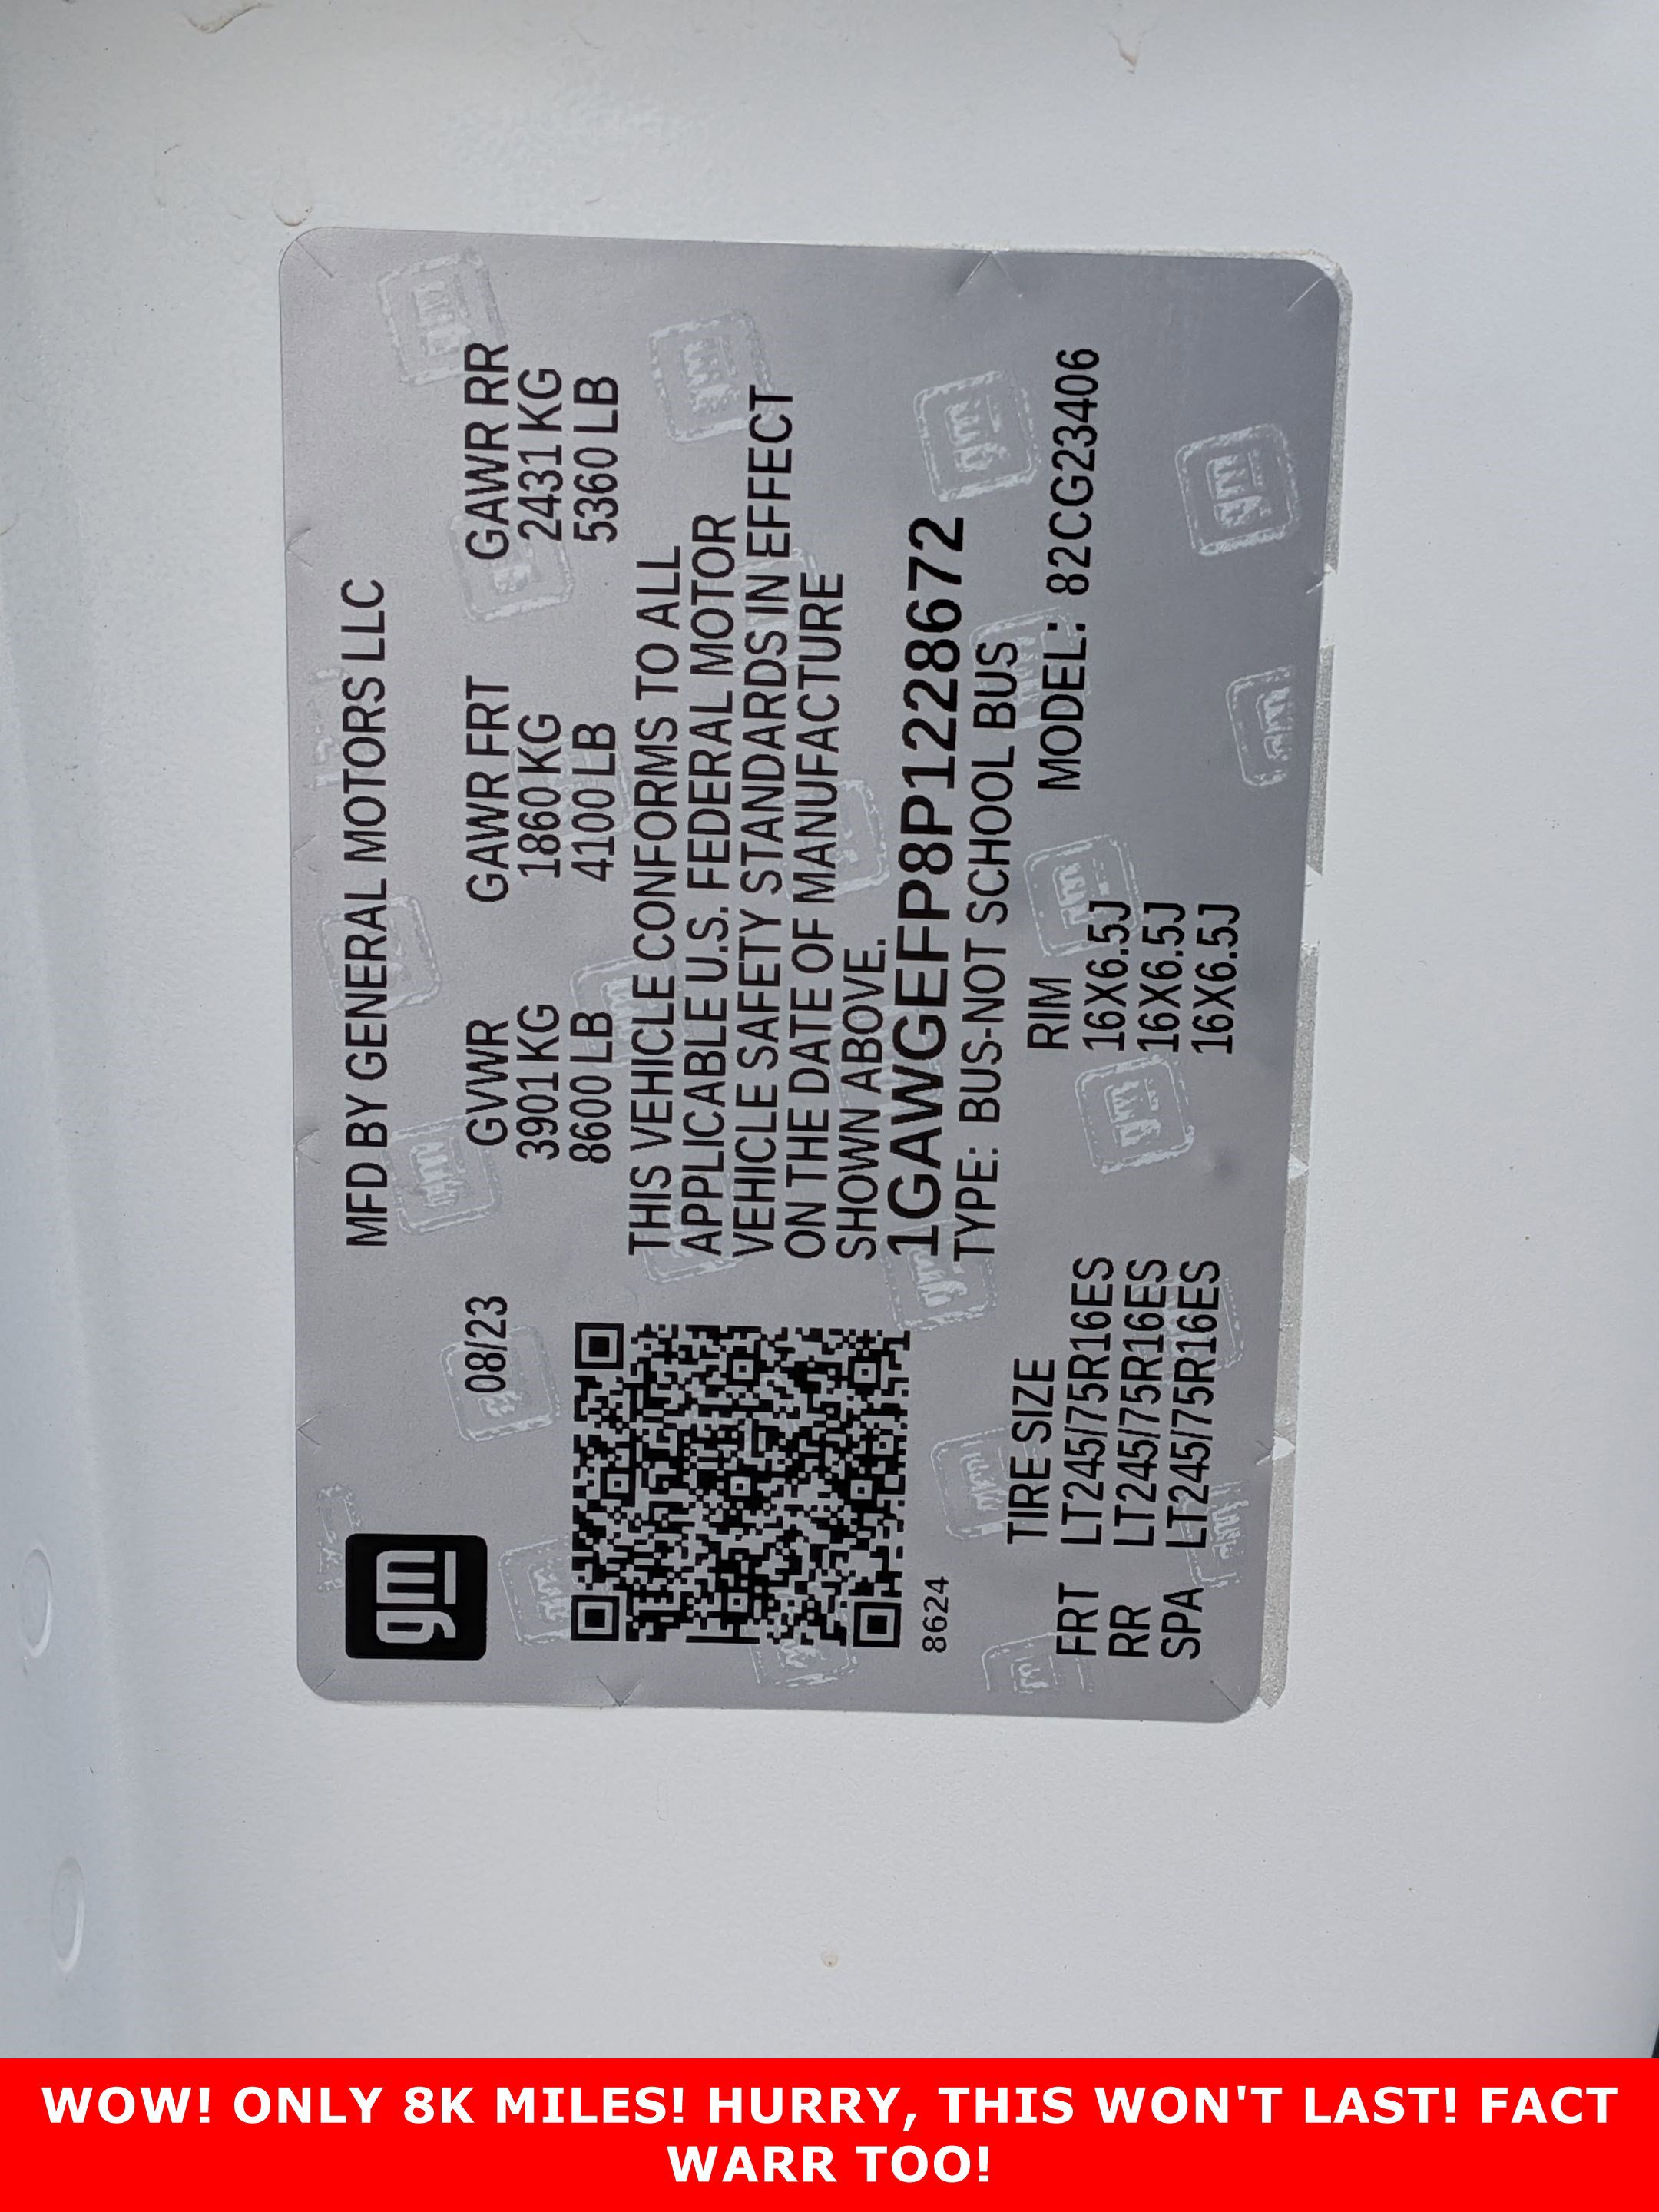 gm
MFD BY GENERAL MOTORS LLC
08/23
GVWR GAWR FRT GAWR RR
3901 KG 1860 KG 2431 KG
8600 LB 4100 LB 5360 LB
THIS VEHICLE CONFORMS TO ALL
APPLICABLE U.S. FEDERAL MOTOR
VEHICLE SAFETY STANDARDS IN EFFECT
ON THE DATE OF MANUFACTURE
SHOWN ABOVE.
1GAWGEFP8P1228672
TYPE: BUS-NOT SCHOOL BUS
8624
MODEL: 82CG23406
TIRE SIZE RIM
FRT LT245/75R16ES 16X6.5J
RR LT245/75R16ES 16X6.5J
SPA LT245/75R16ES 16X6.5J
WOW! ONLY 8K MILES! HURRY, THIS WON'T LAST! FACT
WARR TOO!